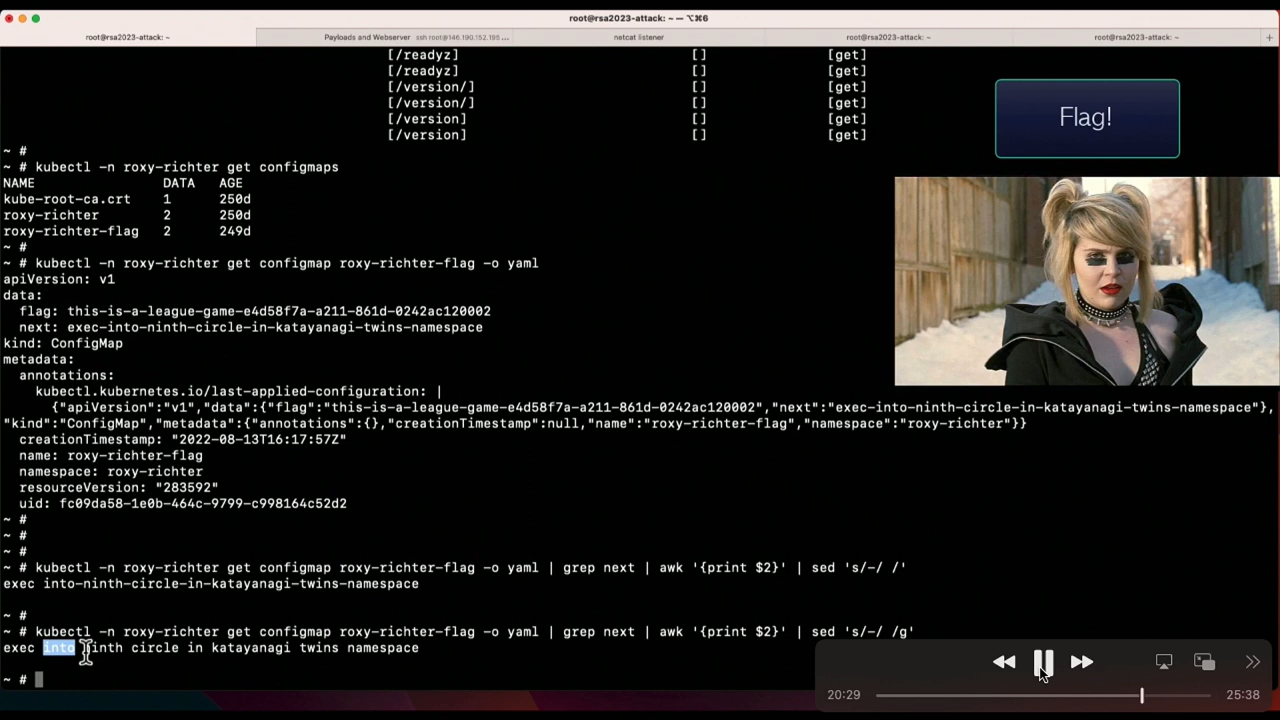 root@rsa2023-attack: ~ — ⌥⌘6
root@rsa2023-attack: ~
Payloads and Webserver ssh root@146.190.152.195 ...
netcat listener
root@rsa2023-attack: ~
root@rsa2023-attack: ~
+
[/readyz] [] [get]
[/readyz] [] [get]
[/version/] [] [get]
[/version/] [] [get]
[/version] [] [get]
[/version] [] [get]
~ #
~ # kubectl -n roxy-richter get configmaps
NAME DATA AGE
kube-root-ca.crt 1 250d
roxy-richter 2 250d
roxy-richter-flag 2 249d
~ #
~ # kubectl -n roxy-richter get configmap roxy-richter-flag -o yaml
apiVersion: v1
data:
flag: this-is-a-league-game-e4d58f7a-a211-861d-0242ac120002
next: exec-into-ninth-circle-in-katayanagi-twins-namespace
kind: ConfigMap
metadata:
annotations:
kubectl.kubernetes.io/last-applied-configuration: |
{"apiVersion":"v1","data":{"flag":"this-is-a-league-game-e4d58f7a-a211-861d-0242ac120002","next":"exec-into-ninth-circle-in-katayanagi-twins-namespace"},
"kind":"ConfigMap","metadata":{"annotations":{},"creationTimestamp":null,"name":"roxy-richter-flag","namespace":"roxy-richter"}}
creationTimestamp: "2022-08-13T16:17:57Z"
name: roxy-richter-flag
namespace: roxy-richter
resourceVersion: "283592"
uid: fc09da58-1e0b-464c-9799-c998164c52d2
~ #
~ #
~ #
~ # kubectl -n roxy-richter get configmap roxy-richter-flag -o yaml | grep next | awk '{print $2}' | sed 's/-/ /'
exec into-ninth-circle-in-katayanagi-twins-namespace
~ #
~ # kubectl -n roxy-richter get configmap roxy-richter-flag -o yaml | grep next | awk '{print $2}' | sed 's/-/ /g'
exec into ninth circle in katayanagi twins namespace
~ #
Flag!
20:29
25:38